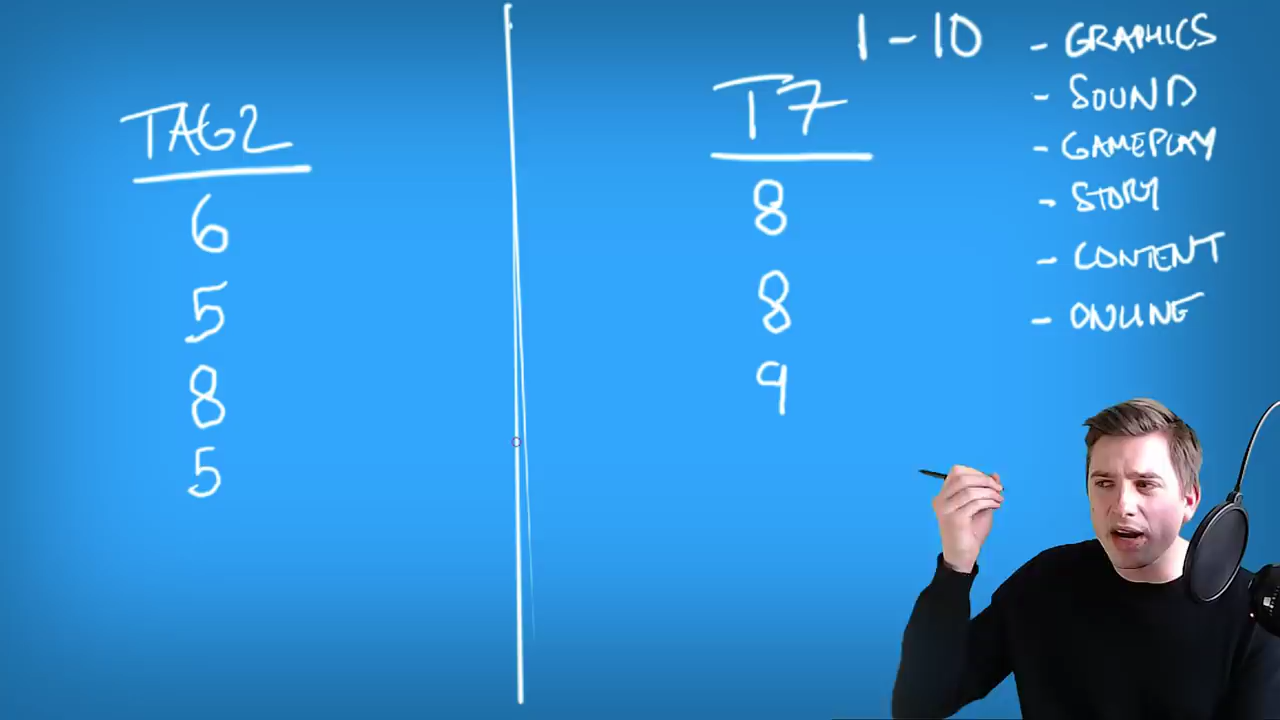 TAG2
6
5
8
5
T7
8
8
9
1-10
- GRAPHICS
- SOUND
- GAMEPLAY
- STORY
- CONTENT
- ONLINE